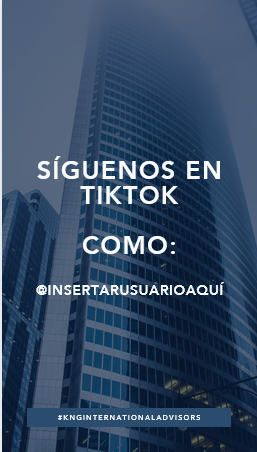 SÍGUENOS EN
TIKTOK
COMO:
@INSERTARUSUARIOAQUÍ
#KNGINTERNATIONALADVISORS